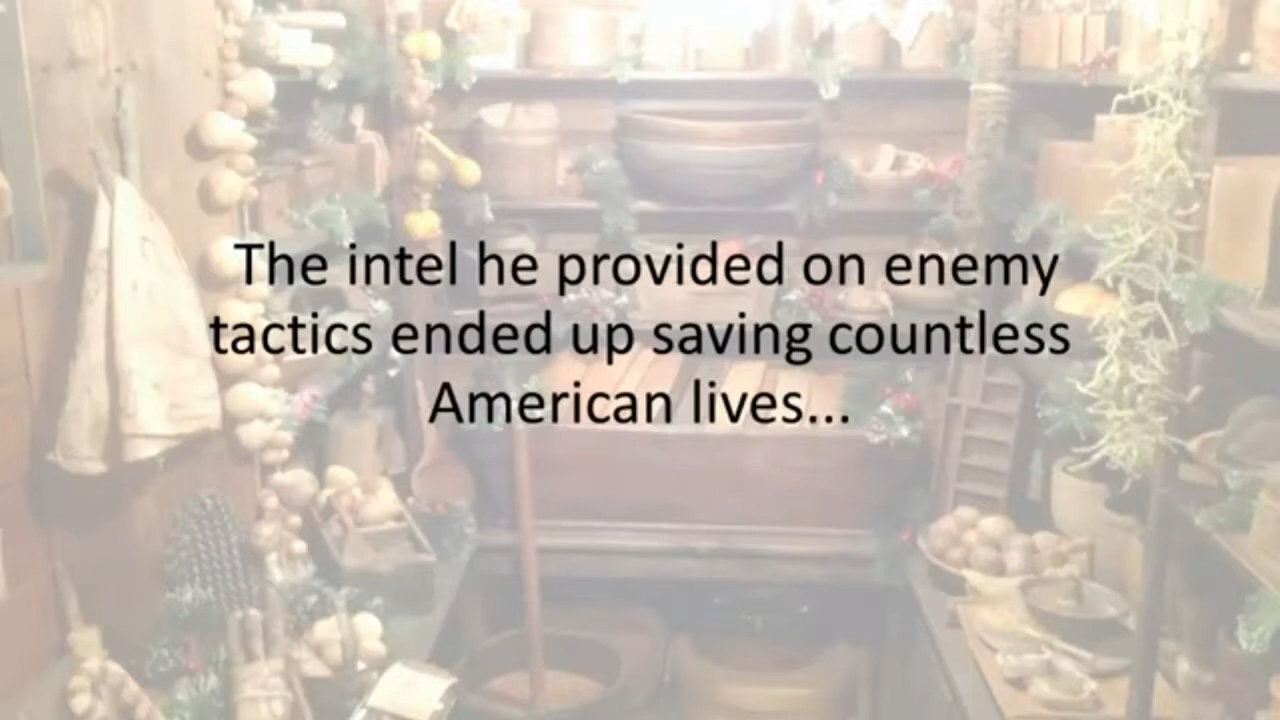 The intel he provided on enemy
tactics ended up saving countless
American lives...